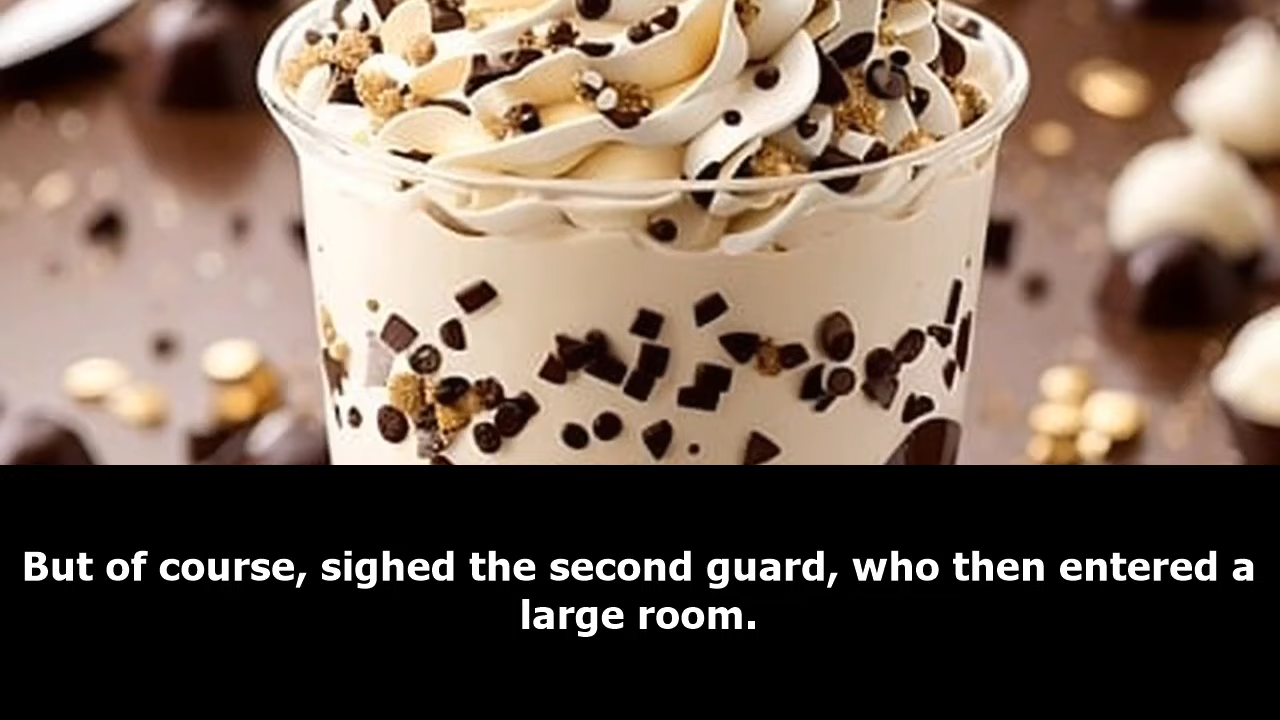 But of course, sighed the second guard, who then entered a
large room.